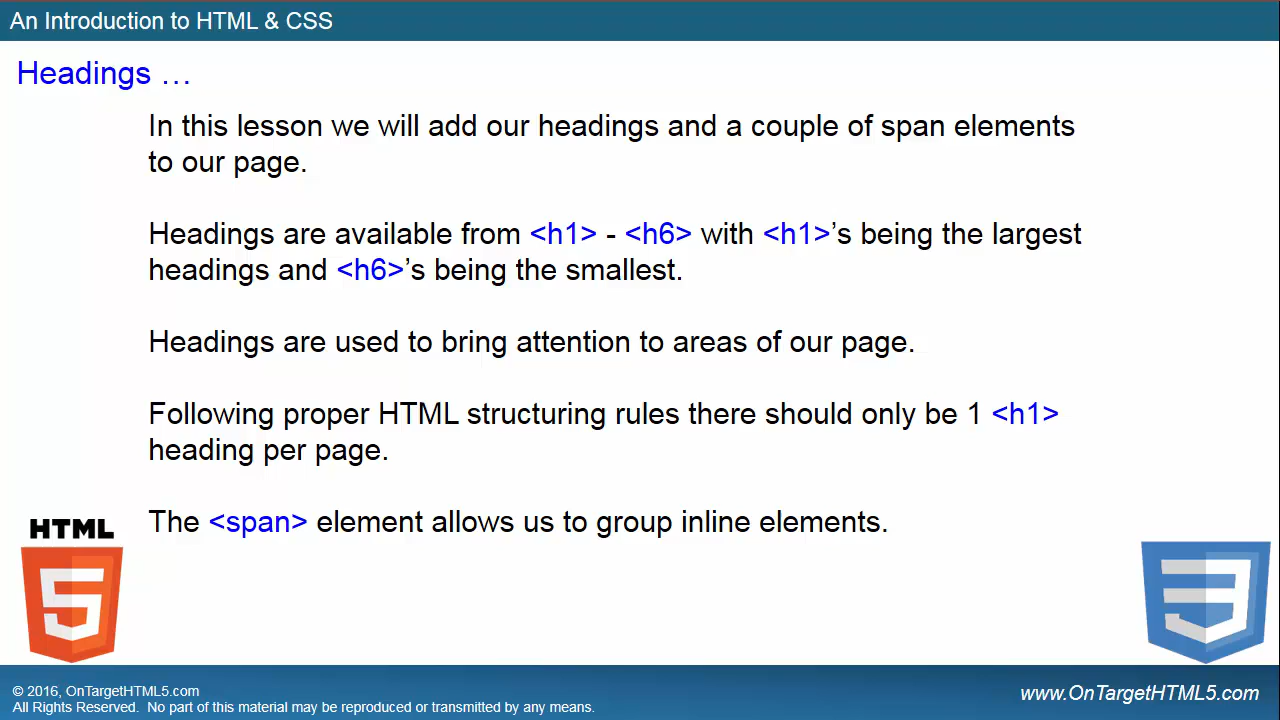 An Introduction to HTML & CSS
Headings …
In this lesson we will add our headings and a couple of span elements
to our page.
Headings are available from <h1> - <h6> with <h1>’s being the largest
headings and <h6>’s being the smallest.
Headings are used to bring attention to areas of our page.
Following proper HTML structuring rules there should only be 1 <h1>
heading per page.
The <span> element allows us to group inline elements.
HTML
5
3
© 2016, OnTargetHTML5.com
All Rights Reserved.  No part of this material may be reproduced or transmitted by any means.
www.OnTargetHTML5.com